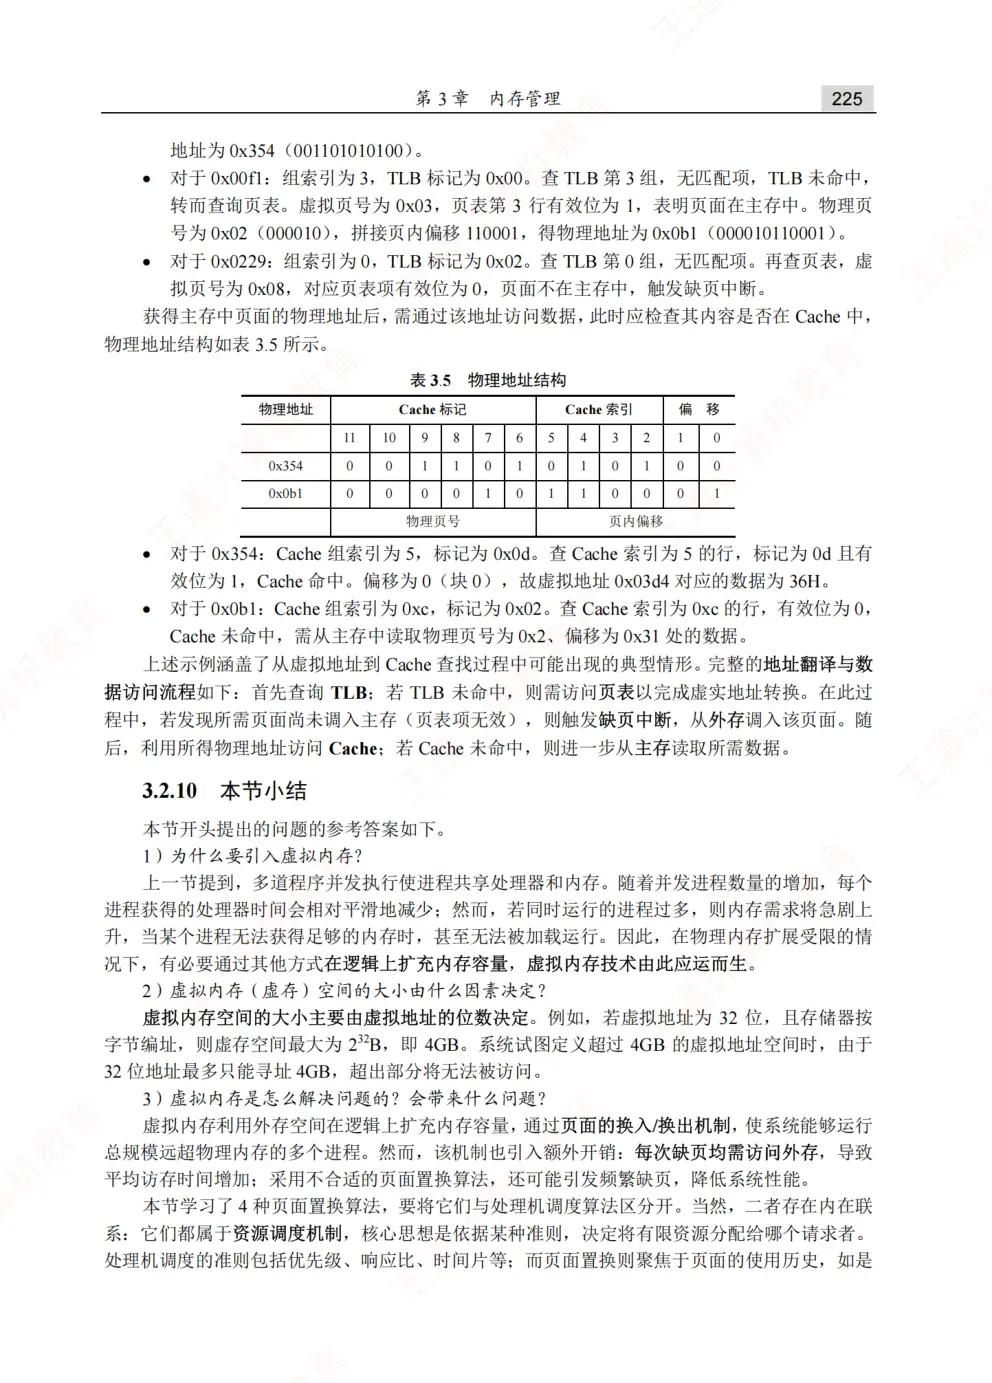 第 3 章 内存管理 225
地址为 0x354（001101010100）。
• 对于 0x00f1：组索引为 3，TLB 标记为 0x00。查 TLB 第 3 组，无匹配项，TLB 未命中，
转而查询页表。虚拟页号为 0x03，页表第 3 行有效位为 1，表明页面在主存中。物理页
号为 0x02（000010），拼接页内偏移 110001，得物理地址为 0x0b1（000010110001）。
• 对于 0x0229：组索引为 0，TLB 标记为 0x02。查 TLB 第 0 组，无匹配项。再查页表，虚
拟页号为 0x08，对应页表项有效位为 0，页面不在主存中，触发缺页中断。
获得主存中页面的物理地址后，需通过该地址访问数据，此时应检查其内容是否在 Cache 中，
物理地址结构如表 3.5 所示。
表 3.5 物理地址结构
物理地址 Cache 标记 Cache 索引 偏 移
11 10 9 8 7 6 5 4 3 2 1 0
0x354 0 0 1 1 0 1 0 1 0 1 0 0
0x0b1 0 0 0 0 1 0 1 1 0 0 0 1
物理页号 页内偏移
• 对于 0x354：Cache 组索引为 5，标记为 0x0d。查 Cache 索引为 5 的行，标记为 0d 且有
效位为 1，Cache 命中。偏移为 0（块 0），故虚拟地址 0x03d4 对应的数据为 36H。
• 对于 0x0b1：Cache 组索引为 0xc，标记为 0x02。查 Cache 索引为 0xc 的行，有效位为 0，
Cache 未命中，需从主存中读取物理页号为 0x2、偏移为 0x31 处的数据。
上述示例涵盖了从虚拟地址到 Cache 查找过程中可能出现的典型情形。完整的地址翻译与数
据访问流程如下：首先查询 TLB；若 TLB 未命中，则需访问页表以完成虚实地址转换。在此过
程中，若发现所需页面尚未调入主存（页表项无效），则触发缺页中断，从外存调入该页面。随
后，利用所得物理地址访问 Cache；若 Cache 未命中，则进一步从主存读取所需数据。
3.2.10 本节小结
本节开头提出的问题的参考答案如下。
1）为什么要引入虚拟内存？
上一节提到，多道程序并发执行使进程共享处理器和内存。随着并发进程数量的增加，每个
进程获得的处理器时间会相对平滑地减少；然而，若同时运行的进程过多，则内存需求将急剧上
升，当某个进程无法获得足够的内存时，甚至无法被加载运行。因此，在物理内存扩展受限的情
况下，有必要通过其他方式在逻辑上扩充内存容量，虚拟内存技术由此应运而生。
2）虚拟内存（虚存）空间的大小由什么因素决定？
虚拟内存空间的大小主要由虚拟地址的位数决定。例如，若虚拟地址为 32 位，且存储器按
字节编址，则虚存空间最大为 2³²B，即 4GB。系统试图定义超过 4GB 的虚拟地址空间时，由于
32 位地址最多只能寻址 4GB，超出部分将无法被访问。
3）虚拟内存是怎么解决问题的？会带来什么问题？
虚拟内存利用外存空间在逻辑上扩充内存容量，通过页面的换入/换出机制，使系统能够运行
总规模远超物理内存的多个进程。然而，该机制也引入额外开销：每次缺页均需访问外存，导致
平均访存时间增加；采用不合适的页面置换算法，还可能引发频繁缺页，降低系统性能。
本节学习了 4 种页面置换算法，要将它们与处理机调度算法区分开。当然，二者存在内在联
系：它们都属于资源调度机制，核心思想是依据某种准则，决定将有限资源分配给哪个请求者。
处理机调度的准则包括优先级、响应比、时间片等；而页面置换则聚焦于页面的使用历史，如是